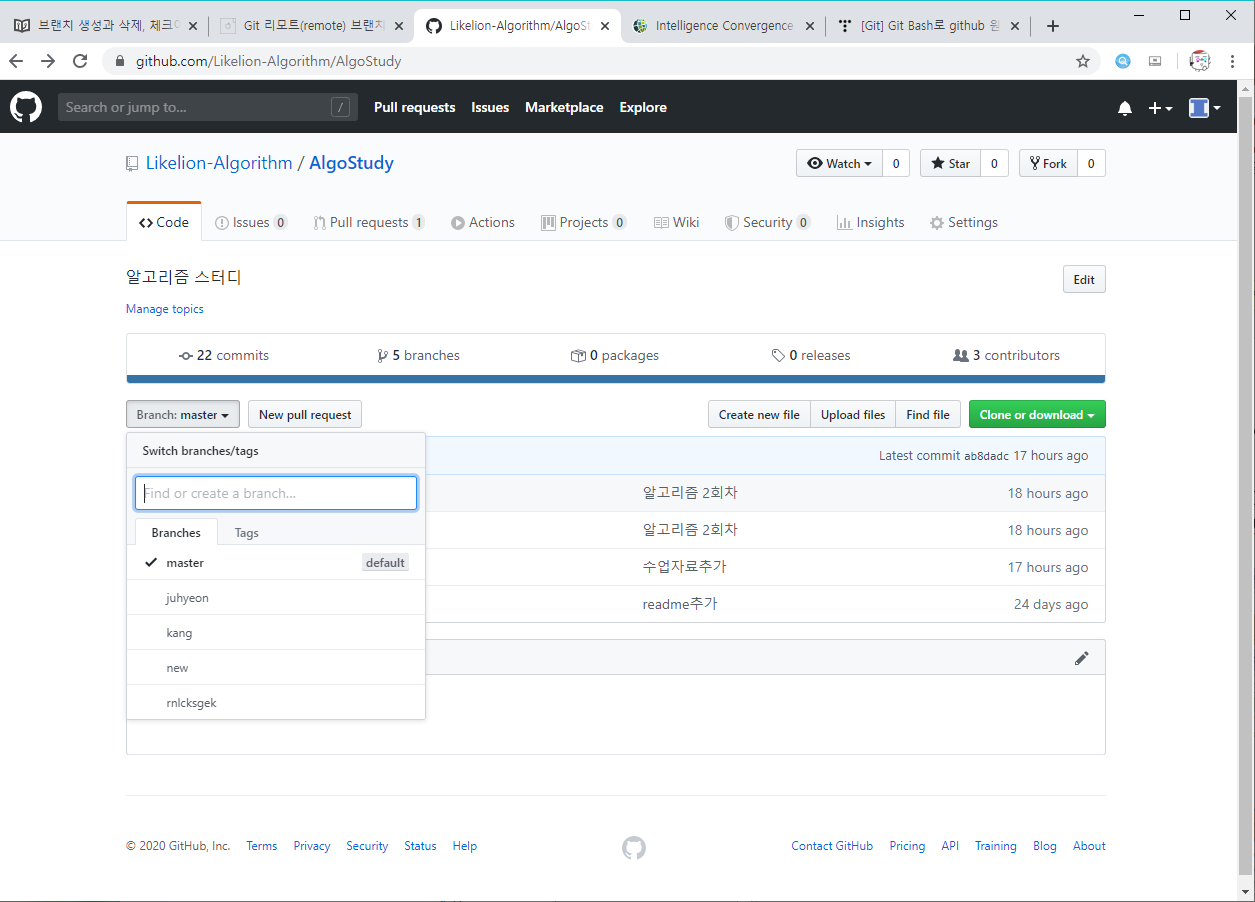 브랜치 생성과 삭제, 체크 Git 리모트(remote) 브랜치 Likelion-Algorithm/AlgoSt Intelligence Convergence [Git] Git Bash로 github 원
github.com/Likelion-Algorithm/AlgoStudy
Search or jump to... / Pull requests Issues Marketplace Explore
Likelion-Algorithm / AlgoStudy Watch 0 Star 0 Fork 0
Code Issues 0 Pull requests 1 Actions Projects 0 Wiki Security 0 Insights Settings
알고리즘 스터디 Edit
Manage topics
22 commits 5 branches 0 packages 0 releases 3 contributors
Branch: master New pull request Create new file Upload files Find file Clone or download
Switch branches/tags
Latest commit ab8dadc 17 hours ago
Find or create a branch...
알고리즘 2회차 18 hours ago
Branches Tags
알고리즘 2회차 18 hours ago
master default
수업자료추가 17 hours ago
juhyeon
readme추가 24 days ago
kang
new
rnlcksgek
© 2020 GitHub, Inc. Terms Privacy Security Status Help Contact GitHub Pricing API Training Blog About